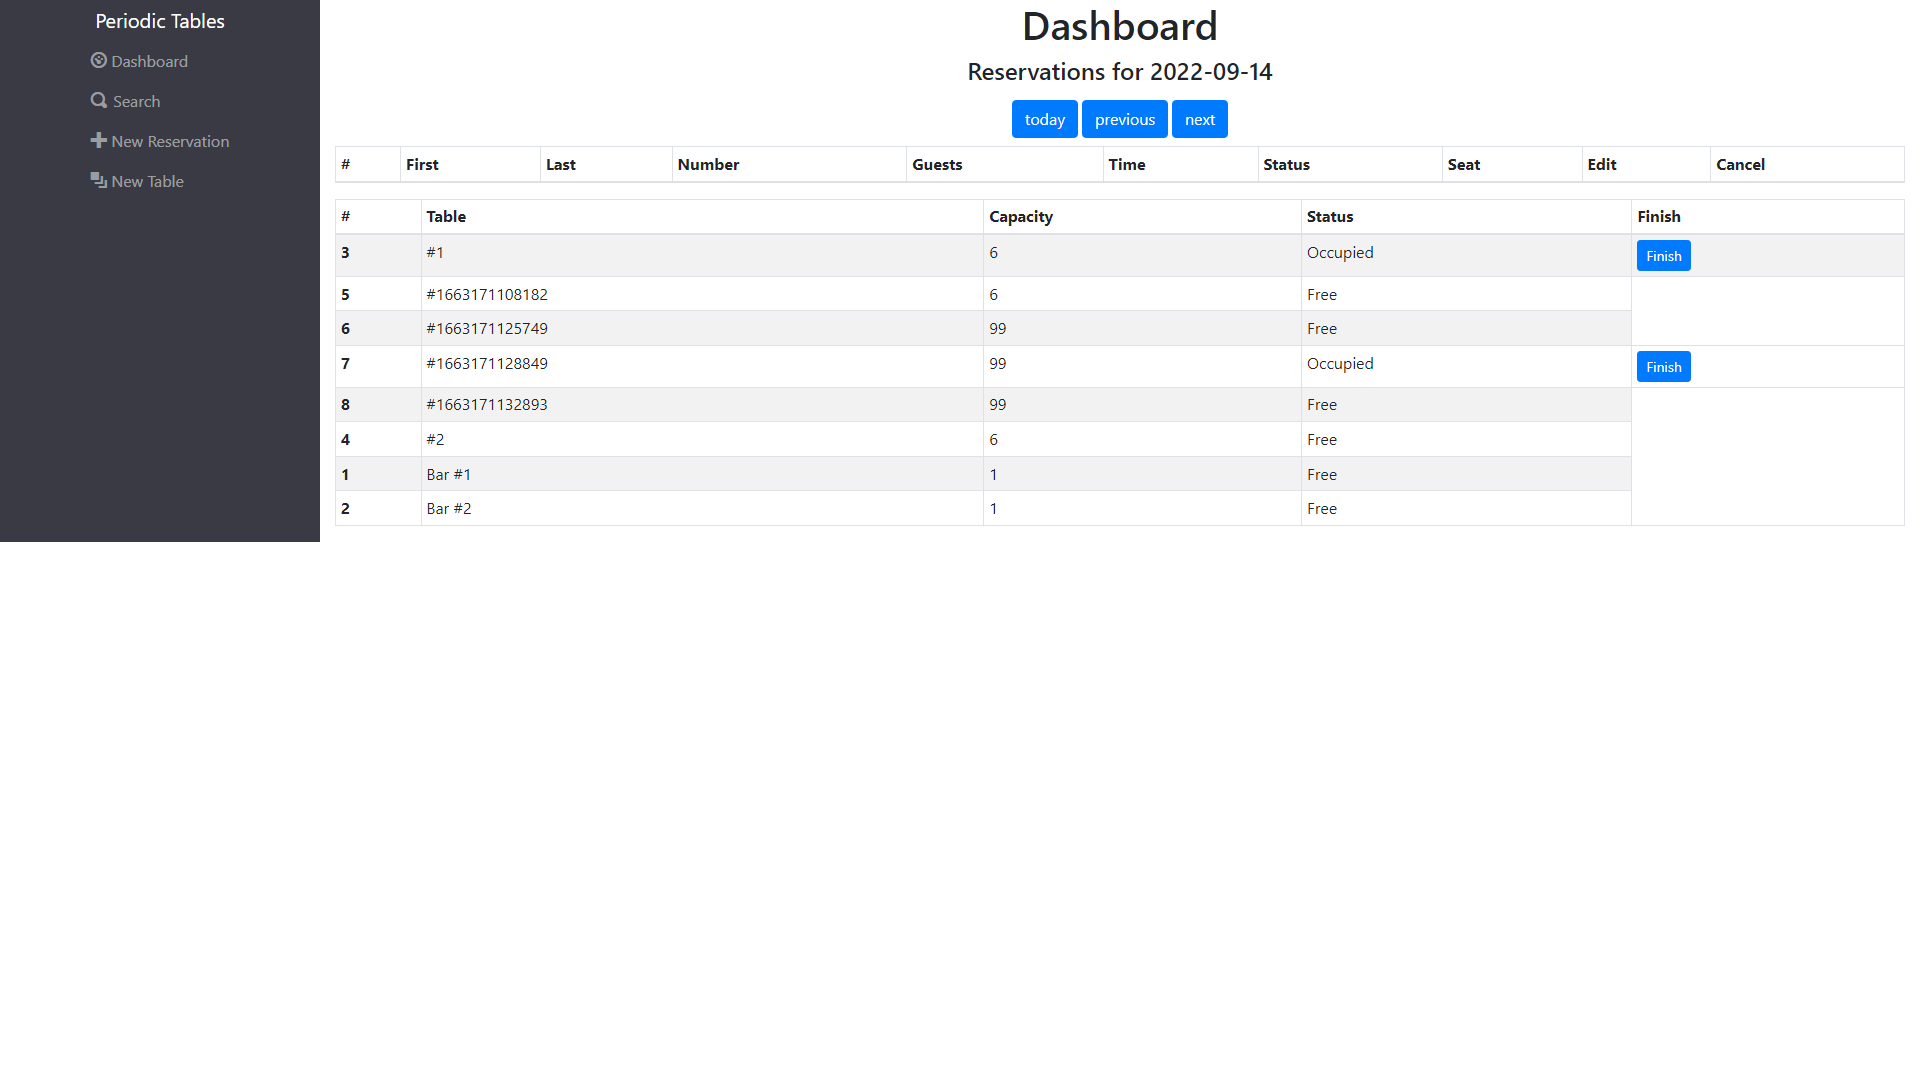 Periodic Tables
Dashboard
Search
New Reservation
New Table
Dashboard
Reservations for 2022-09-14
today previous next
# First Last Number Guests Time Status Seat Edit Cancel
# Table Capacity Status Finish
3 #1 6 Occupied Finish
5 #1663171108182 6 Free
6 #1663171125749 99 Free
7 #1663171128849 99 Occupied Finish
8 #1663171132893 99 Free
4 #2 6 Free
1 Bar #1 1 Free
2 Bar #2 1 Free